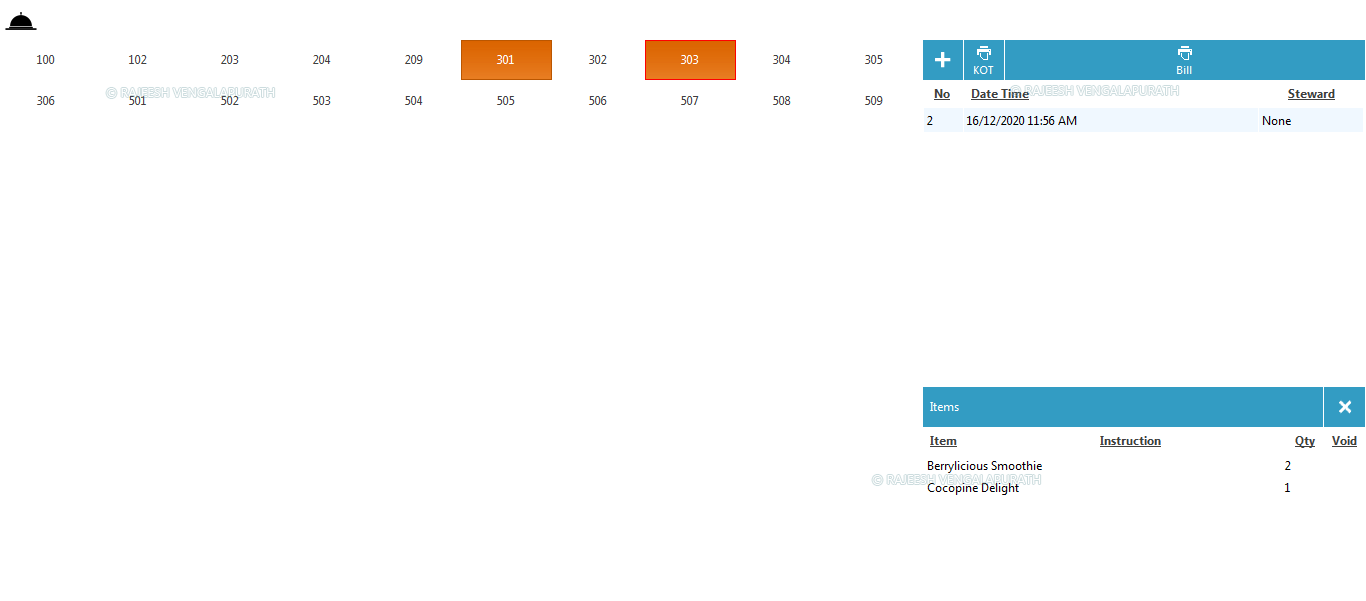 100 102 203 204 209 301 302 303 304 305
306 501 502 503 504 505 506 507 508 509
© RAJEESH VENGALAPURATH
KOT Bill
No Date Time Steward
© RAJEESH VENGALAPURATH
2 16/12/2020 11:56 AM None
Items
Item Instruction Qty Void
Berrylicious Smoothie 2
© RAJEESH VENGALAPURATH
Cocopine Delight 1